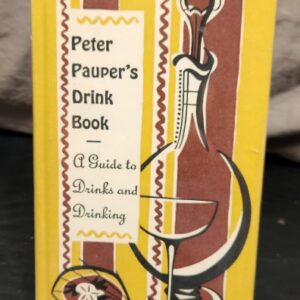 Peter
Pauper's
Drink
Book
—
A Guide to
Drinks and
Drinking